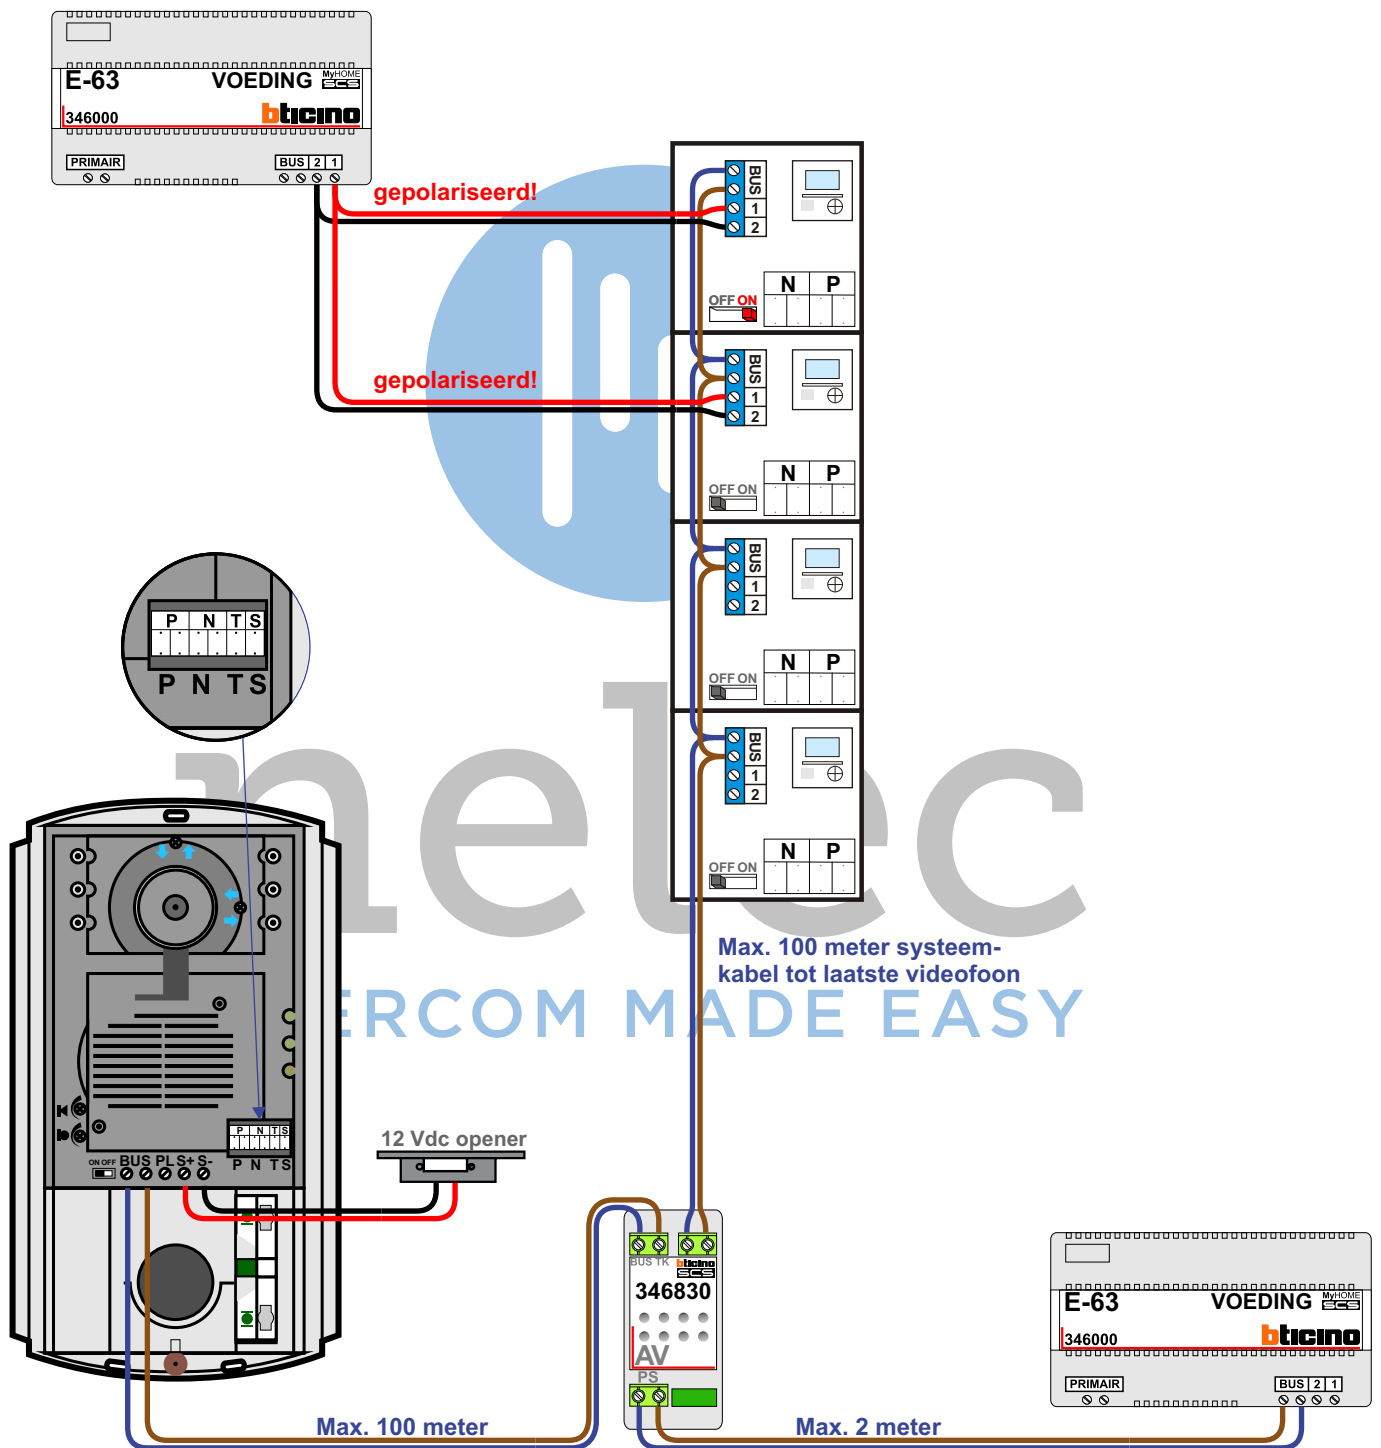 E-63 VOEDING MyHOME SCS
346000 bticino
PRIMAIR BUS 2 1
gepolariseerd!
BUS 1 2
N P
OFF ON
gepolariseerd!
BUS 1 2
N P
OFF ON
BUS 1 2
N P
OFF ON
BUS 1 2
N P
OFF ON
P N T S
P N T S
nelec
ERCOM MADE EASY
Max. 100 meter systeem-
kabel tot laatste videofoon
P N T S
P N T S
ON OFF BUS PL S+ S-
12 Vdc opener
BUS TK bticino SCS
346830
AV
PS
E-63 VOEDING MyHOME SCS
346000 bticino
PRIMAIR BUS 2 1
Max. 100 meter
Max. 2 meter